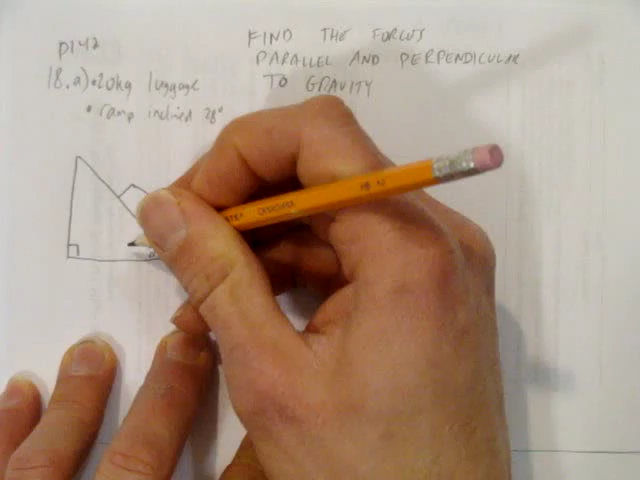 p142
FIND THE FORCES
PARALLEL AND PERPENDICULAR
TO GRAVITY
18. a) • 20kg luggage
• ramp inclined 28°